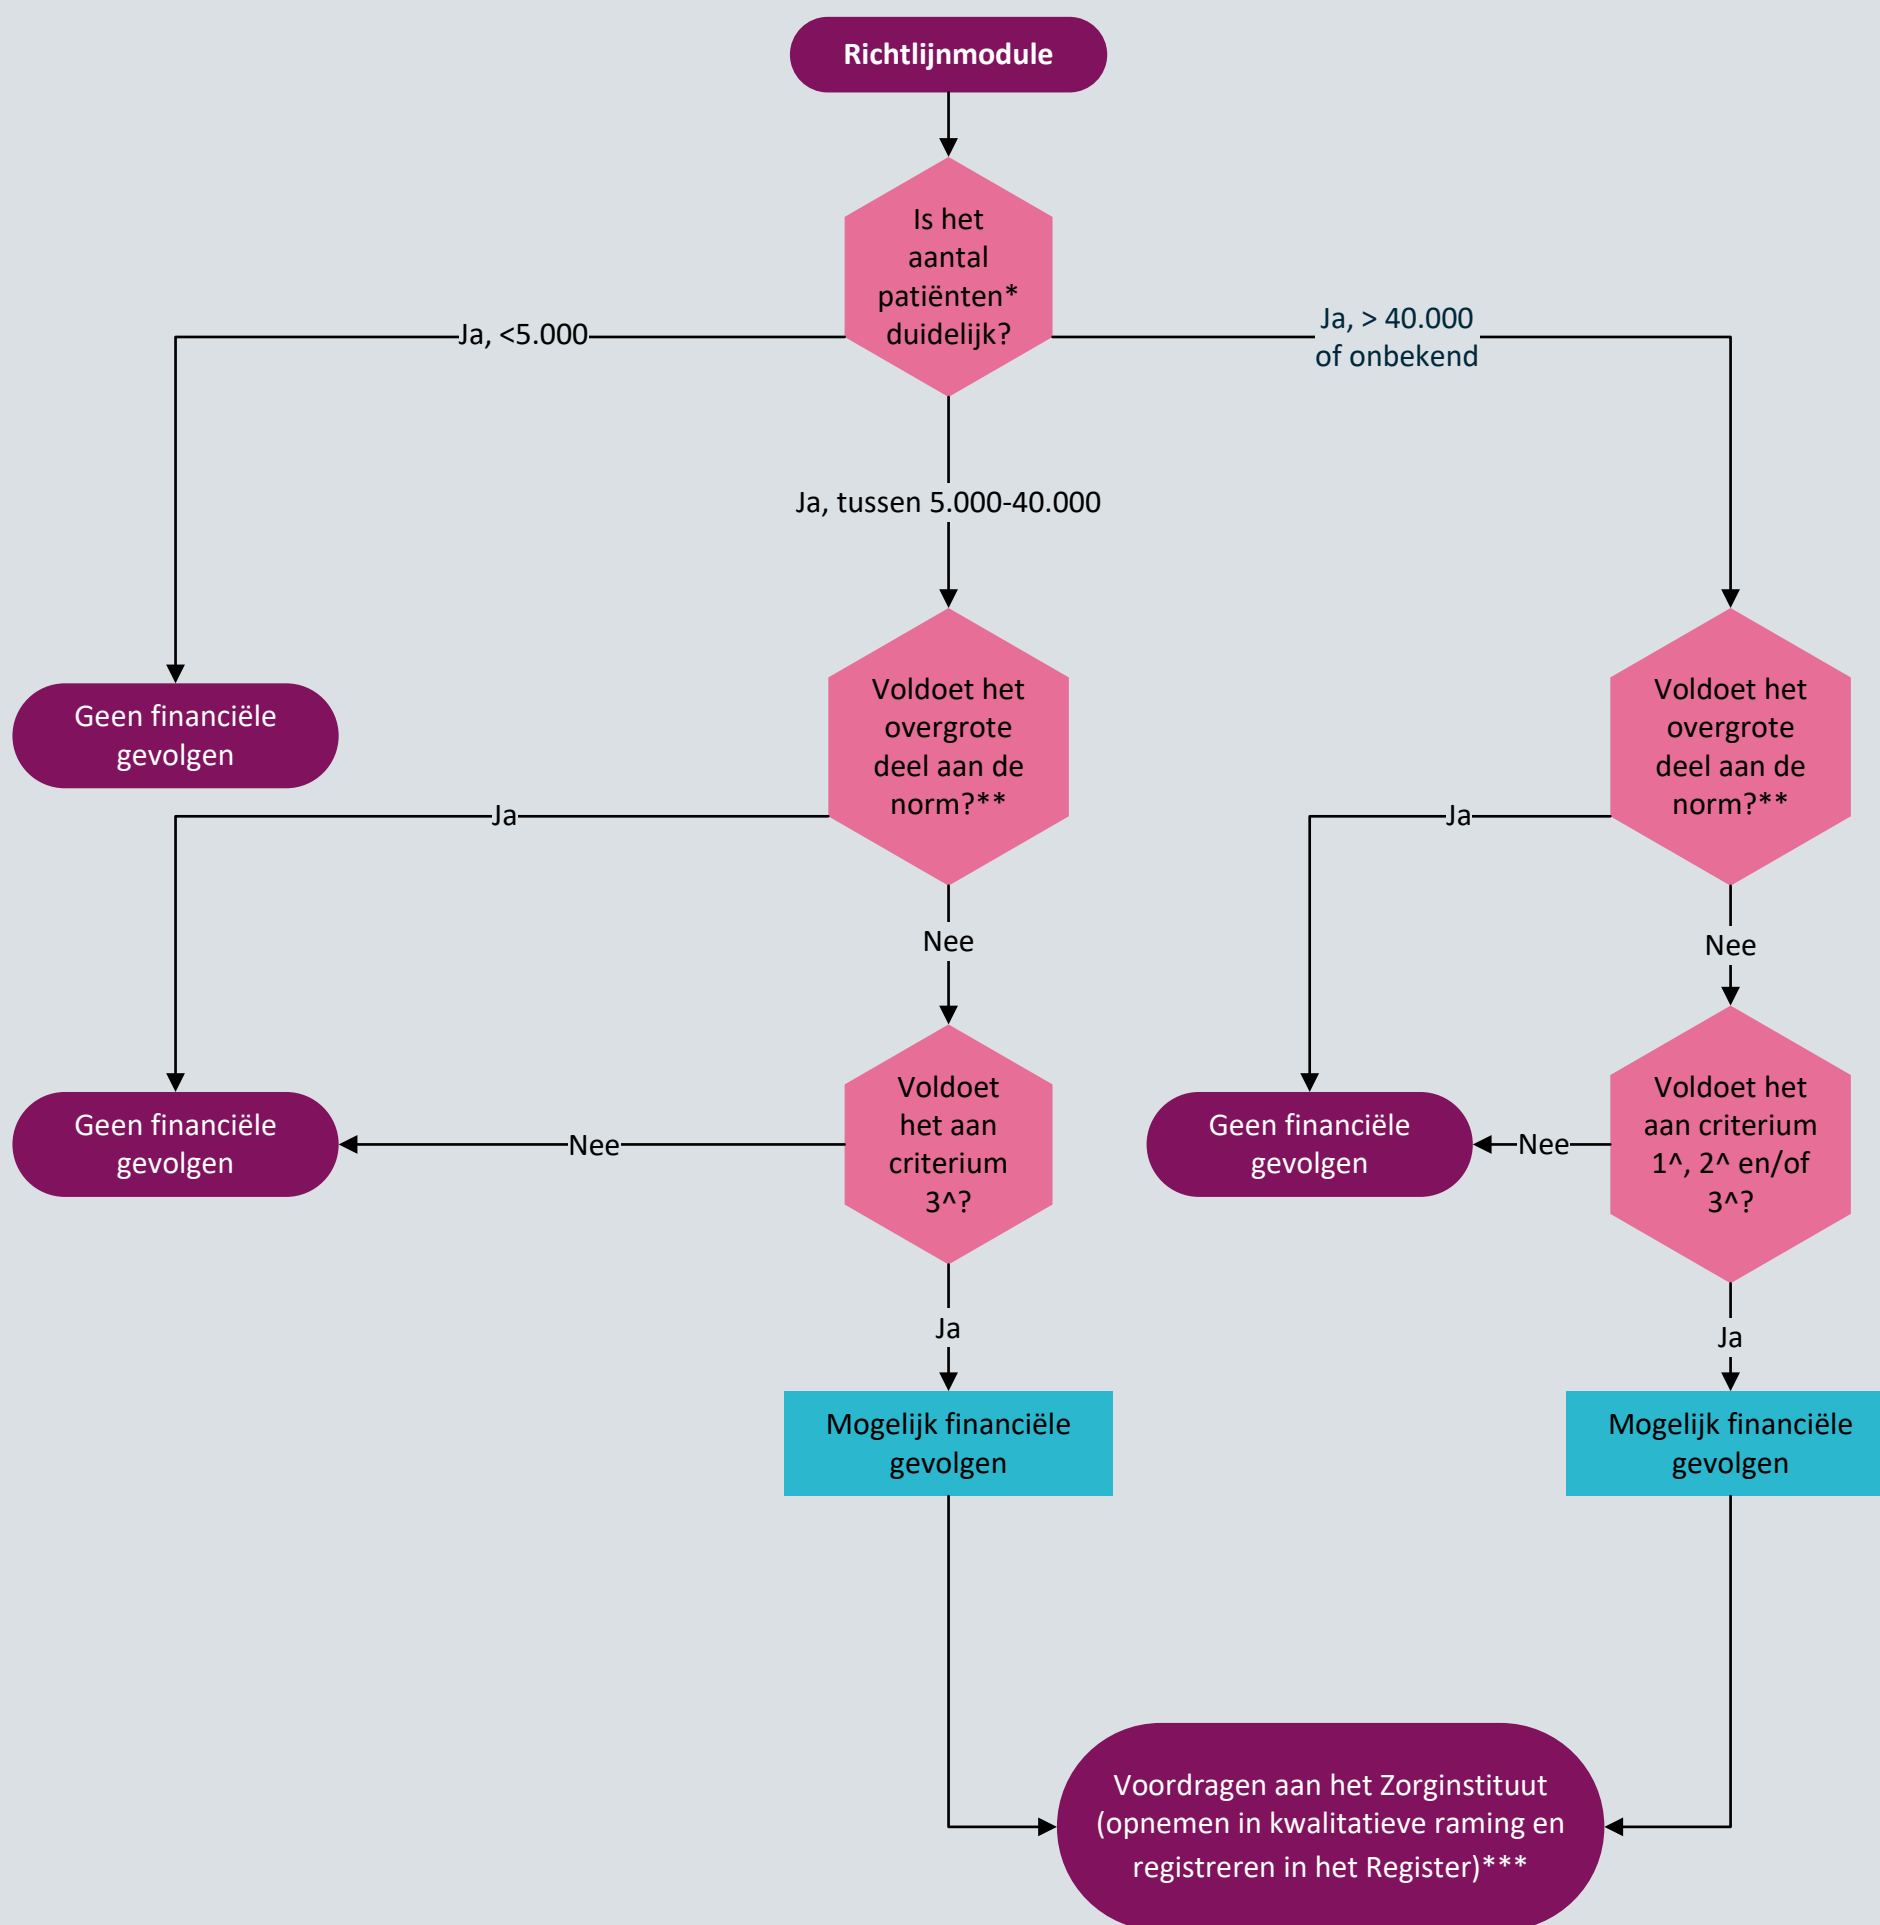 Richtlijnmodule
Is het
aantal
patiënten*
duidelijk?
Ja, <5.000
Ja, > 40.000
of onbekend
Ja, tussen 5.000-40.000
Geen financiële
gevolgen
Voldoet het
overgrote
deel aan de
norm?**
Voldoet het
overgrote
deel aan de
norm?**
Ja
Ja
Nee
Nee
Geen financiële
gevolgen
Nee
Voldoet
het aan
criterium
3^?
Geen financiële
gevolgen
Nee
Voldoet het
aan criterium
1^, 2^ en/of
3^?
Ja
Ja
Mogelijk financiële
gevolgen
Mogelijk financiële
gevolgen
Voordragen aan het Zorginstituut
(opnemen in kwalitatieve raming en
registreren in het Register)***